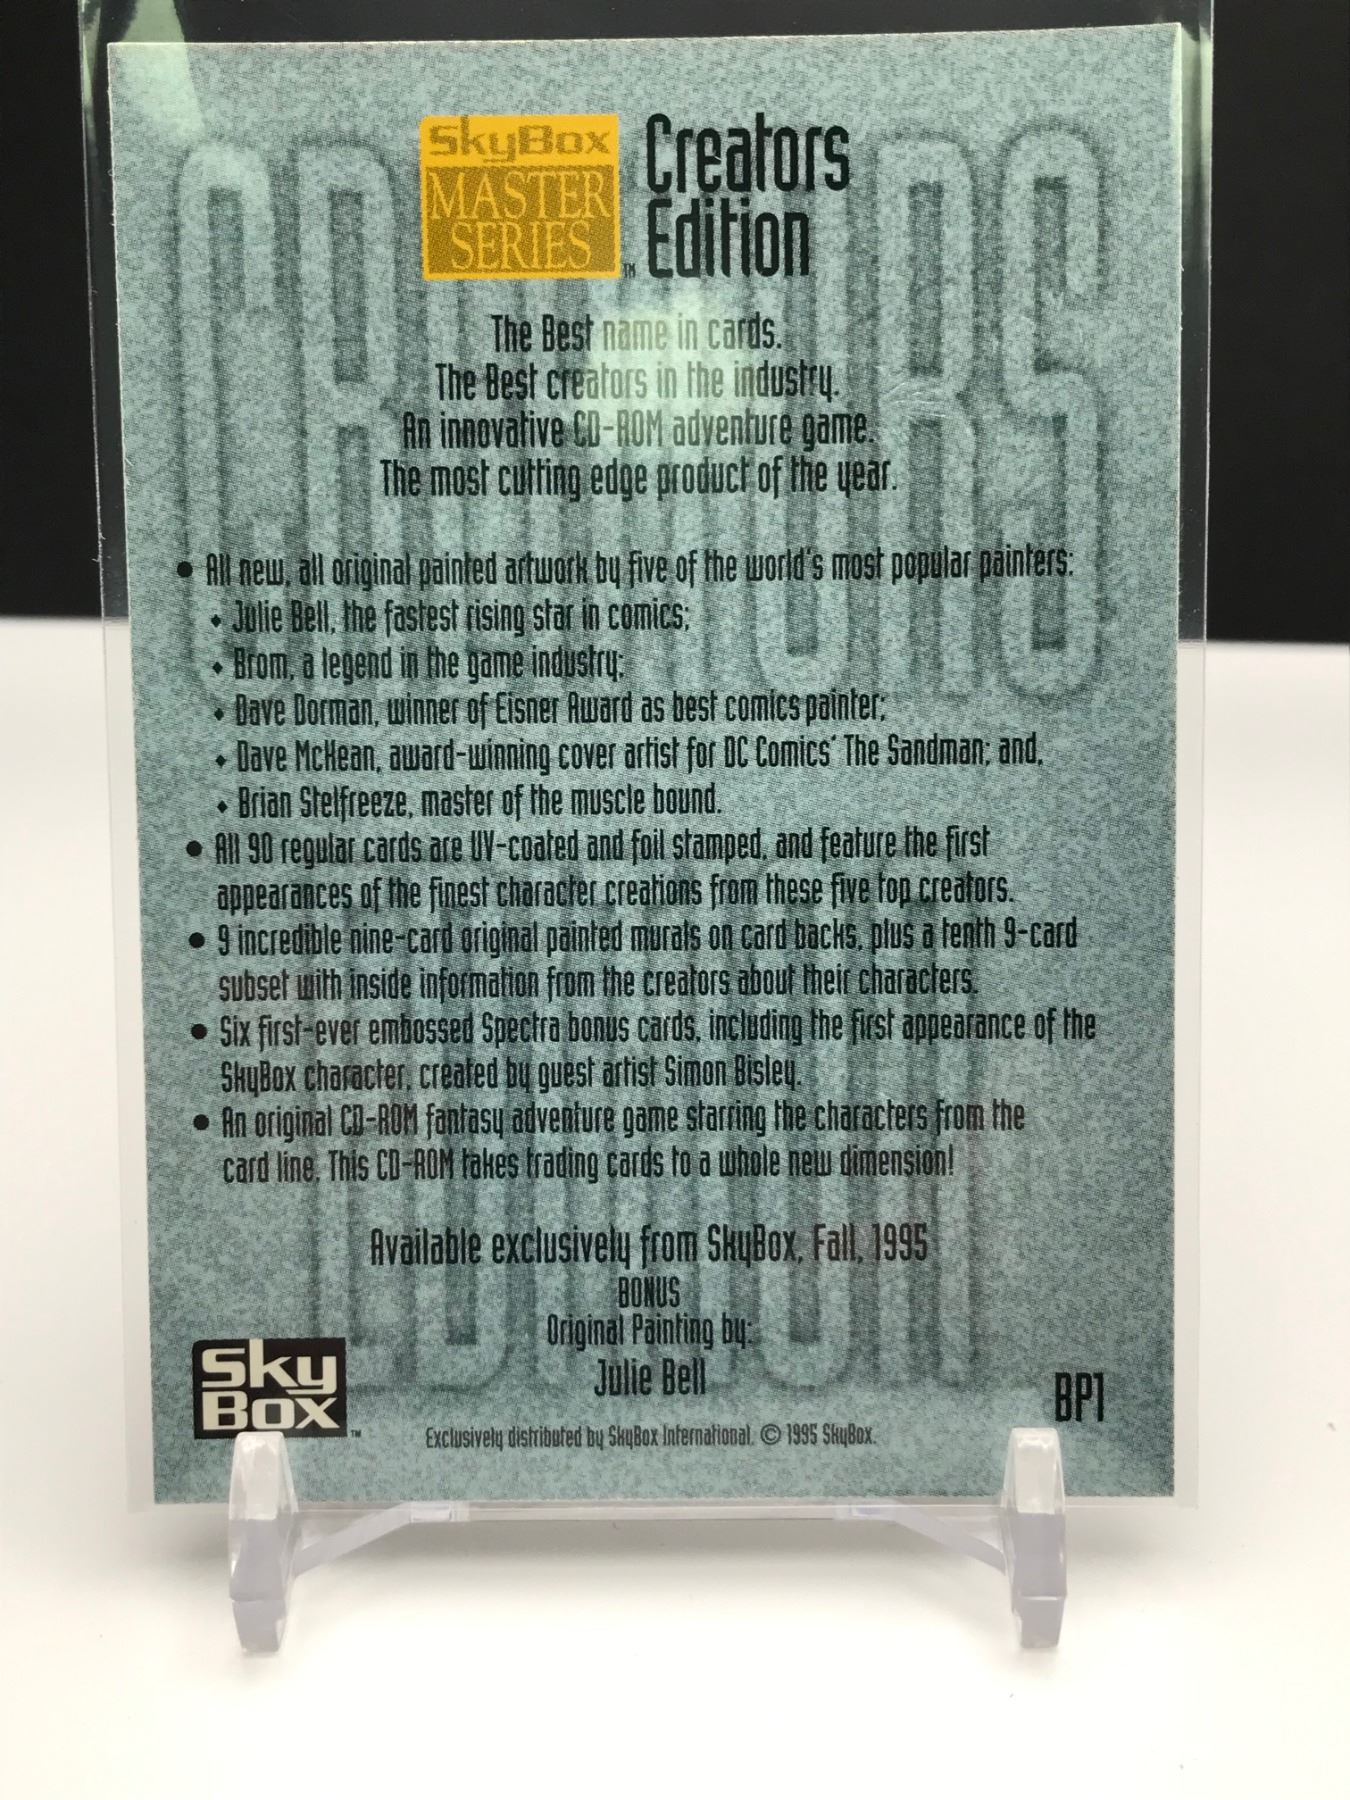 SkyBox
MASTER
SERIES
™
Creators
Edition
The Best name in cards.
The Best creators in the industry.
An innovative CD-ROM adventure game.
The most cutting edge product of the year.
• All new, all original painted artwork by five of the world's most popular painters:
⬩ Julie Bell, the fastest rising star in comics;
⬩ Brom, a legend in the game industry;
⬩ Dave Dorman, winner of Eisner Award as best comics painter;
⬩ Dave McKean, award-winning cover artist for DC Comics' The Sandman; and,
⬩ Brian Stelfreeze, master of the muscle bound.
• All 90 regular cards are UV-coated and foil stamped, and feature the first
appearances of the finest character creations from these five top creators.
• 9 incredible nine-card original painted murals on card backs, plus a tenth 9-card
subset with inside information from the creators about their characters.
• Six first-ever embossed Spectra bonus cards, including the first appearance of the
SkyBox character, created by guest artist Simon Bisley.
• An original CD-ROM fantasy adventure game starring the characters from the
card line. This CD-ROM takes trading cards to a whole new dimension!
Available exclusively from SkyBox, Fall, 1995
BONUS
Original Painting by:
Julie Bell
Sky
Box
™
BP1
Exclusively distributed by SkyBox International. © 1995 SkyBox.
CREATORS
EDITION